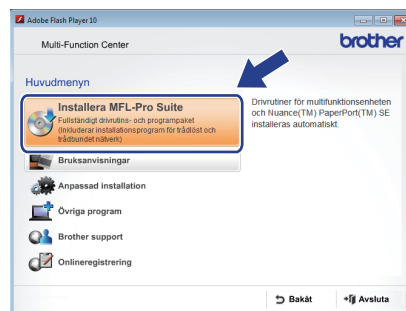 Adobe Flash Player 10
Multi-Function Center
brother
Huvudmenyn
Installera MFL-Pro Suite
Fullständigt drivrutins- och programpaket
(Inkluderar installationsprogram för trådlöst och
trådbundet nätverk)
Drivrutiner för multifunktionsenheten
och Nuance(TM) PaperPort(TM) SE
installeras automatiskt.
Bruksanvisningar
Anpassad installation
Övriga program
Brother support
Onlineregistrering
Bakåt
Avsluta